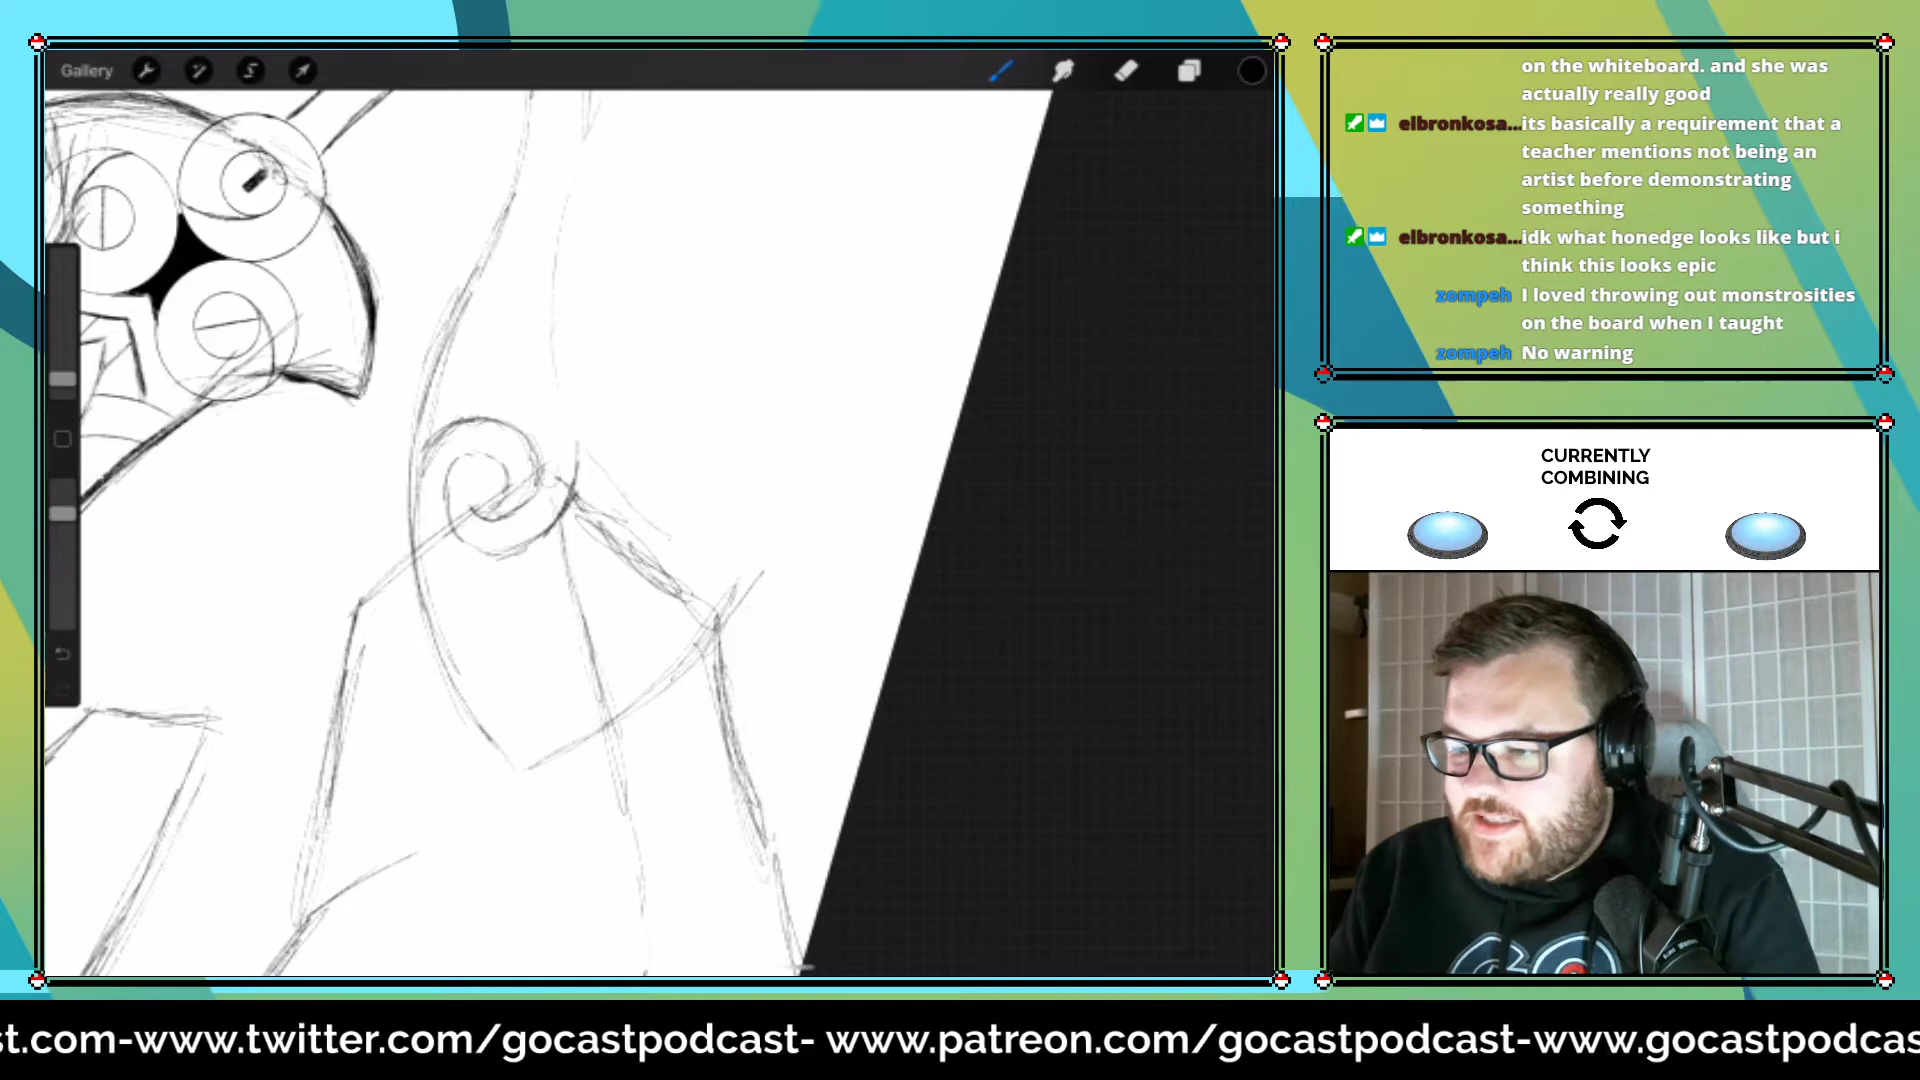 Gallery
on the whiteboard. and she was
actually really good
elbronkosa...its basically a requirement that a
teacher mentions not being an
artist before demonstrating
something
elbronkosa...idk what honedge looks like but i
think this looks epic
zompeh I loved throwing out monstrosities
on the board when I taught
zompeh No warning
CURRENTLY
COMBINING
st.com-www.twitter.com/gocastpodcast- www.patreon.com/gocastpodcast-www.gocastpodcas